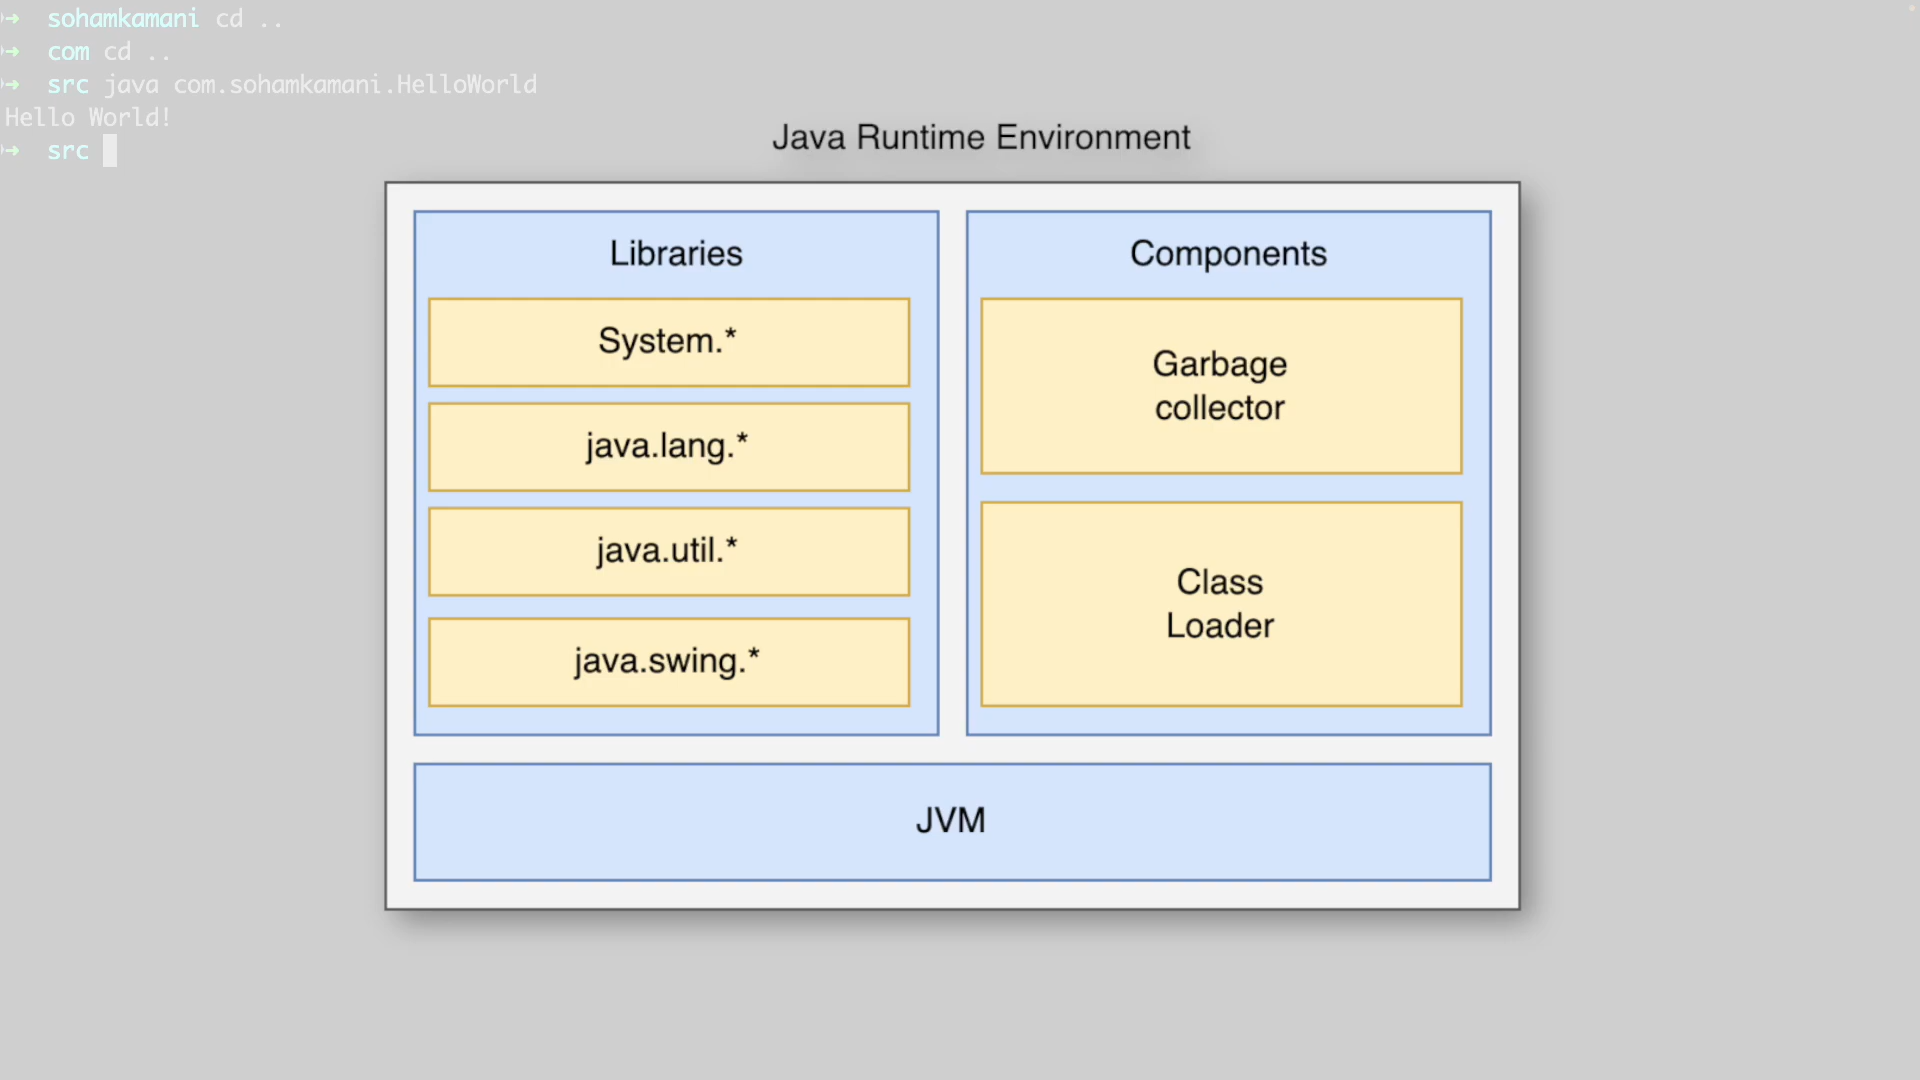 → sohamkamani cd ..
→ com cd ..
→ src java com.sohamkamani.HelloWorld
Hello World!
→ src
Java Runtime Environment
Libraries
System.*
java.lang.*
java.util.*
java.swing.*
Components
Garbage
collector
Class
Loader
JVM